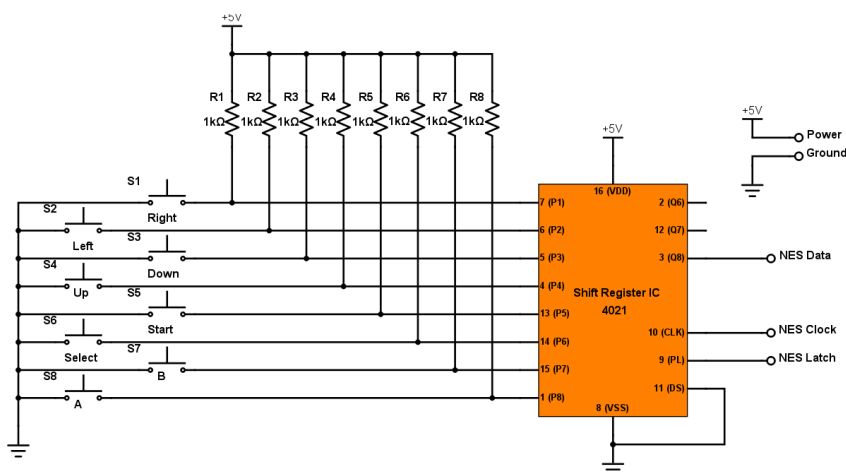 +5V
R1 R2 R3 R4 R5 R6 R7 R8
1kΩ 1kΩ 1kΩ 1kΩ 1kΩ 1kΩ 1kΩ 1kΩ
+5V
+5V
Power
Ground
S1
Right
S2
Left
S3
Down
S4
Up
S5
Start
S6
Select
S7
B
S8
A
16 (VDD)
7 (P1)
6 (P2)
5 (P3)
4 (P4)
13 (P5)
14 (P6)
15 (P7)
1 (P8)
Shift Register IC
4021
2 (Q6)
12 (Q7)
3 (Q8)
10 (CLK)
9 (PL)
11 (DS)
8 (VSS)
NES Data
NES Clock
NES Latch